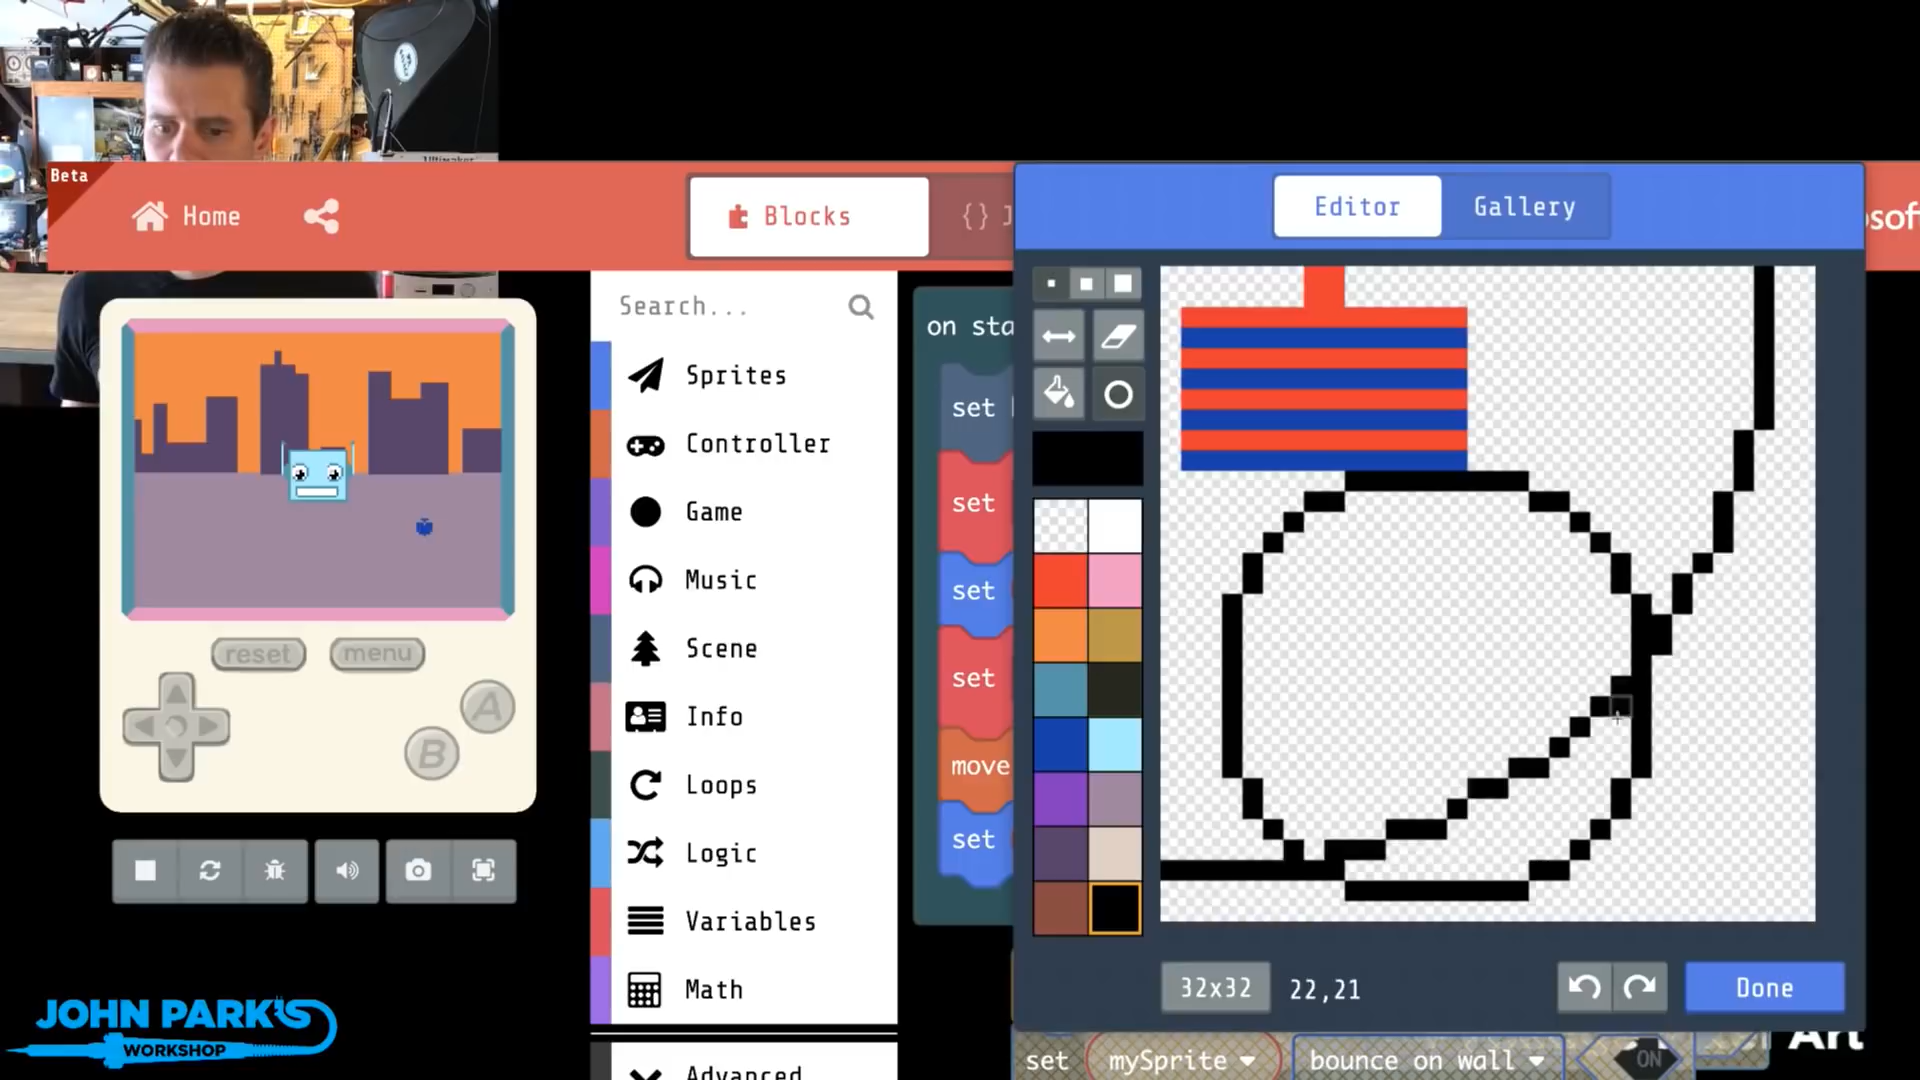 Beta
Home
Blocks
{} J
Editor
Gallery
osof
Search...
on sta
Sprites
set
Controller
set
Game
Music
set
Scene
set
Info
move
Loops
set
Logic
Variables
Math
Advanced
reset
menu
A
B
32x32
22,21
Done
Art
set
mySprite
bounce on wall
ON
JOHN PARK'S
WORKSHOP